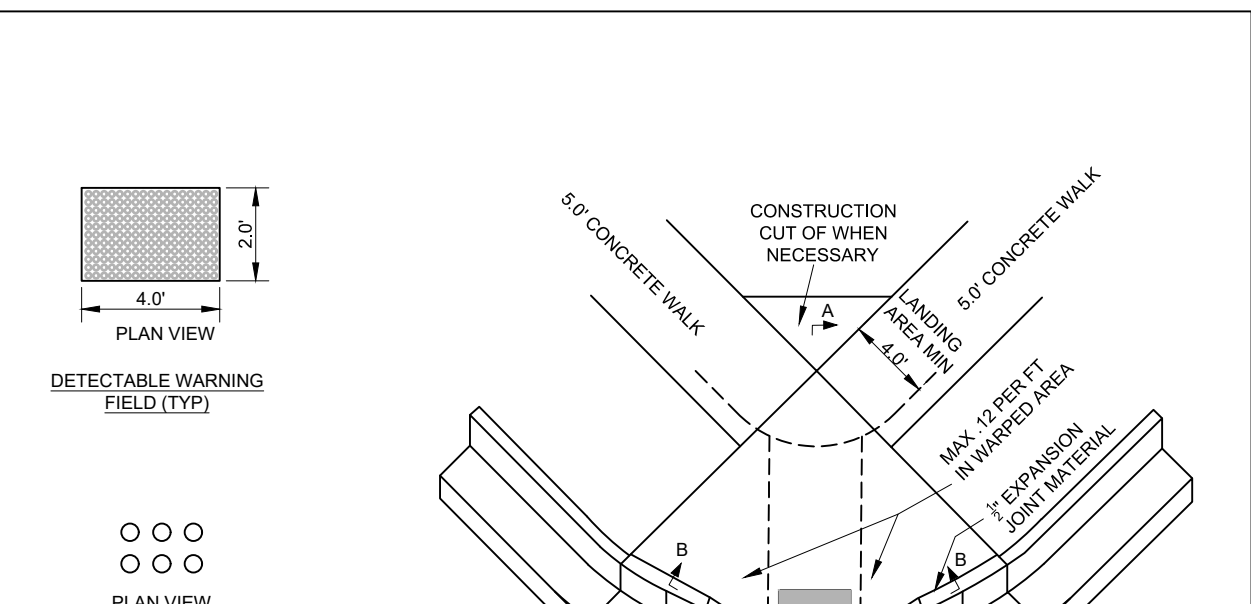 2.0'
4.0'
PLAN VIEW
DETECTABLE WARNING
FIELD (TYP)
PLAN VIEW
5.0' CONCRETE WALK
CONSTRUCTION
CUT OF WHEN
NECESSARY
A
LANDING
AREA MIN
4.0'
5.0' CONCRETE WALK
MAX .12 PER FT
IN WARPED AREA
½" EXPANSION
JOINT MATERIAL
B
B